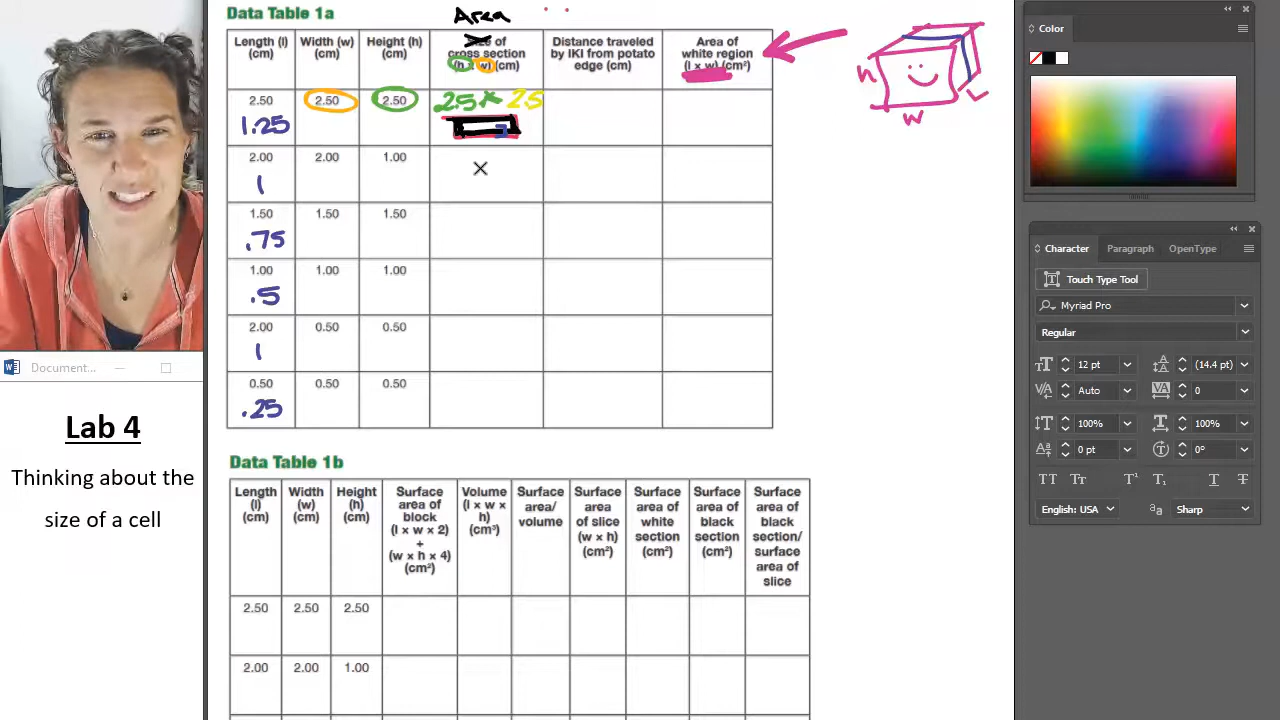 Data Table 1a
Area
Length (l) (cm)
Width (w) (cm)
Height (h) (cm)
of
cross section
(h x w) (cm)
Distance traveled
by IKI from potato
edge (cm)
Area of
white region
(l x w) (cm²)
h
w
L
2.50 2.50 2.50 2.5 x 2.5
1.25
2.00 2.00 1.00
1
1.50 1.50 1.50
.75
1.00 1.00 1.00
.5
2.00 0.50 0.50
1
0.50 0.50 0.50
.25
Data Table 1b
Length
(l)
(cm)
Width
(w)
(cm)
Height
(h)
(cm)
Surface
area of
block
(l x w x 2)
+
(w x h x 4)
(cm²)
Volume
(l x w x
h)
(cm³)
Surface
area/
volume
Surface
area
of slice
(w x h)
(cm²)
Surface
area of
white
section
(cm²)
Surface
area of
black
section
(cm²)
Surface
area of
black
section/
surface
area of
slice
2.50 2.50 2.50
2.00 2.00 1.00
Document...
Lab 4
Thinking about the
size of a cell
Color
Character Paragraph OpenType
Touch Type Tool
Myriad Pro
Regular
12 pt (14.4 pt)
Auto 0
100% 100%
0 pt 0°
English: USA Sharp